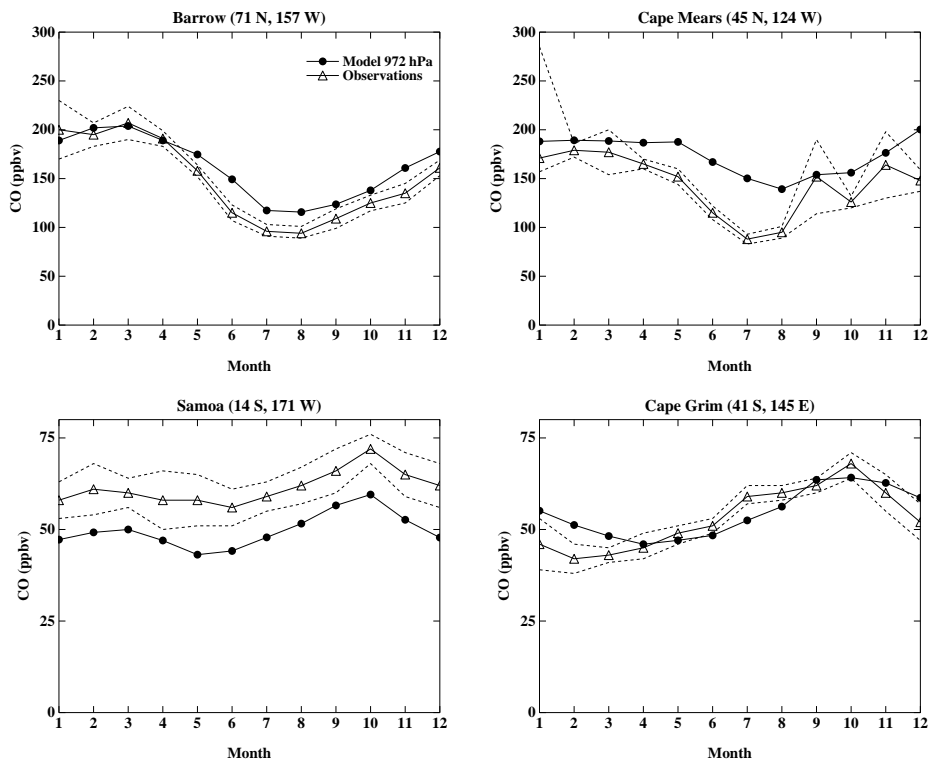 Barrow (71 N, 157 W)
300
250
200
150
100
50
0
CO (ppbv)
Model 972 hPa
Observations
1 2 3 4 5 6 7 8 9 10 11 12
Month
Cape Mears (45 N, 124 W)
300
250
200
150
100
50
0
CO (ppbv)
1 2 3 4 5 6 7 8 9 10 11 12
Month
Samoa (14 S, 171 W)
75
50
25
0
CO (ppbv)
1 2 3 4 5 6 7 8 9 10 11 12
Month
Cape Grim (41 S, 145 E)
75
50
25
0
CO (ppbv)
1 2 3 4 5 6 7 8 9 10 11 12
Month